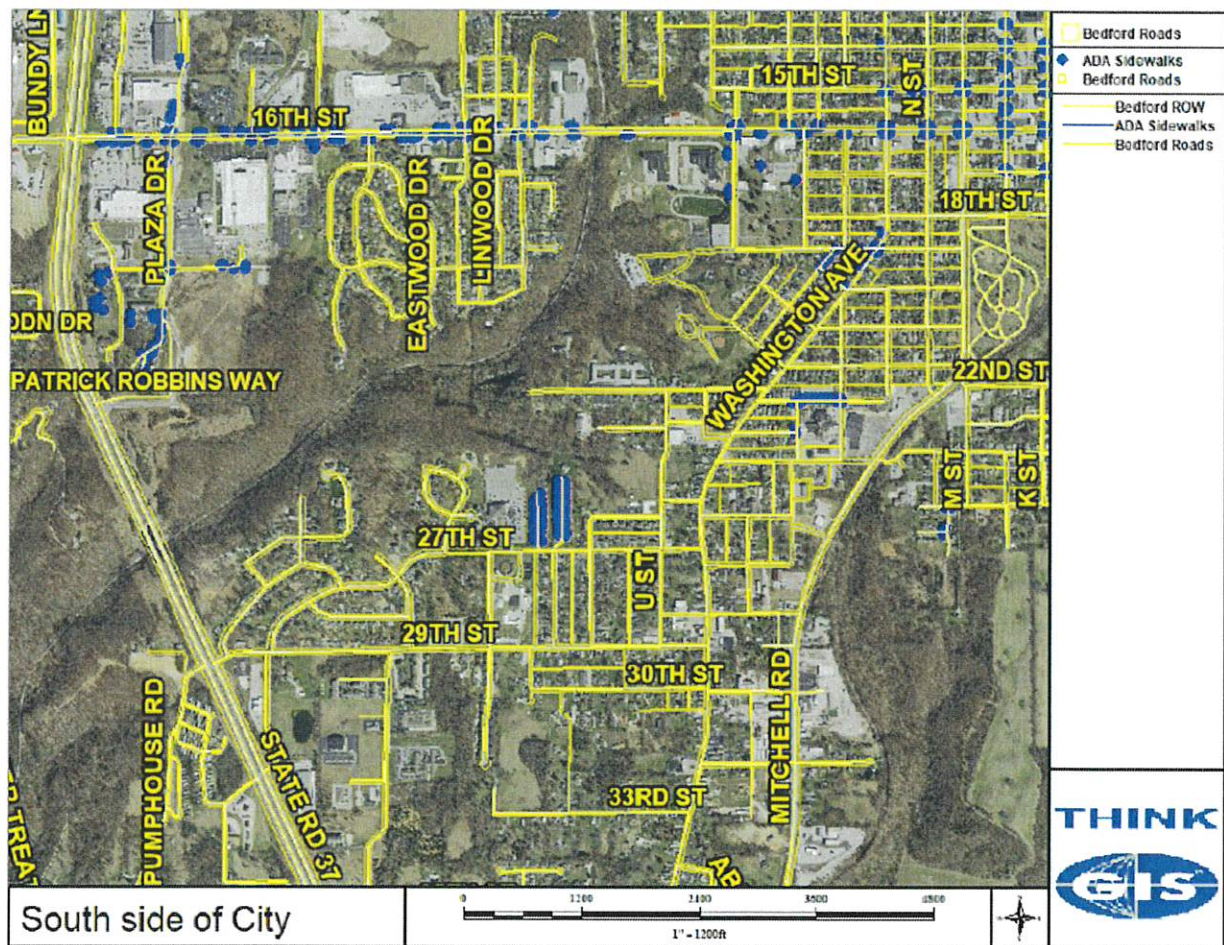 BUNDY LN
16TH ST
15TH ST
N ST
PLAZA DR
EASTWOOD DR
LINWOOD DR
18TH ST
WASHINGTON AVE
22ND ST
PATRICK ROBBINS WAY
M ST
K ST
27TH ST
U ST
29TH ST
30TH ST
PUMPHOUSE RD
STATE RD 37
MITCHELL RD
33RD ST
Bedford Roads
ADA Sidewalks
Bedford Roads
Bedford ROW
ADA Sidewalks
Bedford Roads
THINK
GIS
South side of City
0 1200 2400 3600 4800
1" = 1200ft